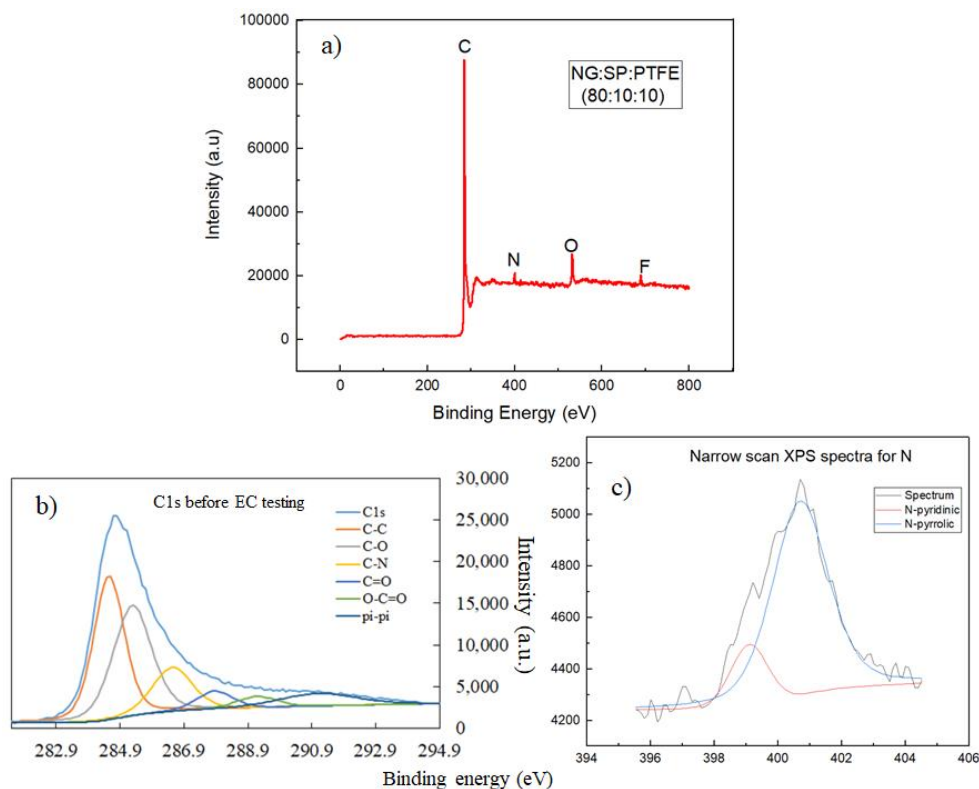 a)
C
NG:SP:PTFE
(80:10:10)
N
O
F
100000
80000
60000
40000
20000
0
Intensity (a.u)
0 200 400 600 800
Binding Energy (eV)
b)
C1s before EC testing
C1s
C-C
C-O
C-N
C=O
O-C=O
pi-pi
30,000
25,000
20,000
15,000
10,000
5,000
0
Intensity (a.u.)
282.9 284.9 286.9 288.9 290.9 292.9 294.9
Binding energy (eV)
c)
Narrow scan XPS spectra for N
Spectrum
N-pyridinic
N-pyrrolic
5200
5000
4800
4600
4400
4200
394 396 398 400 402 404 406